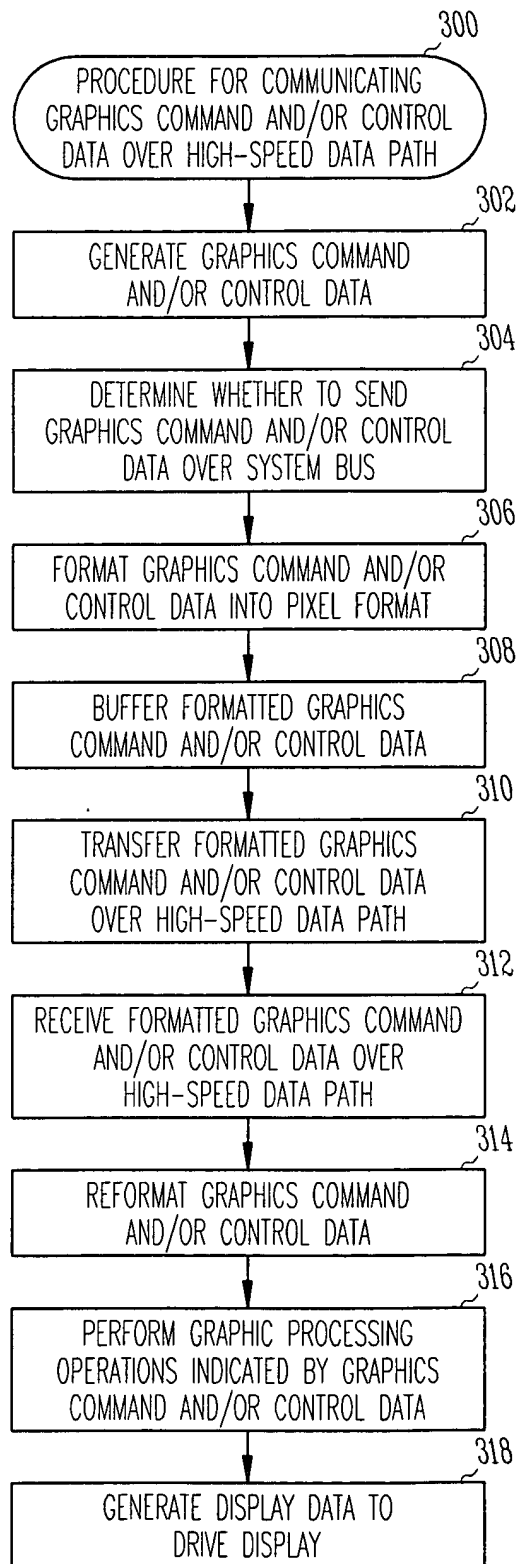 300
PROCEDURE FOR COMMUNICATING
GRAPHICS COMMAND AND/OR CONTROL
DATA OVER HIGH-SPEED DATA PATH
302
GENERATE GRAPHICS COMMAND
AND/OR CONTROL DATA
304
DETERMINE WHETHER TO SEND
GRAPHICS COMMAND AND/OR CONTROL
DATA OVER SYSTEM BUS
306
FORMAT GRAPHICS COMMAND AND/OR
CONTROL DATA INTO PIXEL FORMAT
308
BUFFER FORMATTED GRAPHICS
COMMAND AND/OR CONTROL DATA
310
TRANSFER FORMATTED GRAPHICS
COMMAND AND/OR CONTROL DATA
OVER HIGH-SPEED DATA PATH
312
RECEIVE FORMATTED GRAPHICS COMMAND
AND/OR CONTROL DATA OVER
HIGH-SPEED DATA PATH
314
REFORMAT GRAPHICS COMMAND
AND/OR CONTROL DATA
316
PERFORM GRAPHIC PROCESSING
OPERATIONS INDICATED BY GRAPHICS
COMMAND AND/OR CONTROL DATA
318
GENERATE DISPLAY DATA TO
DRIVE DISPLAY